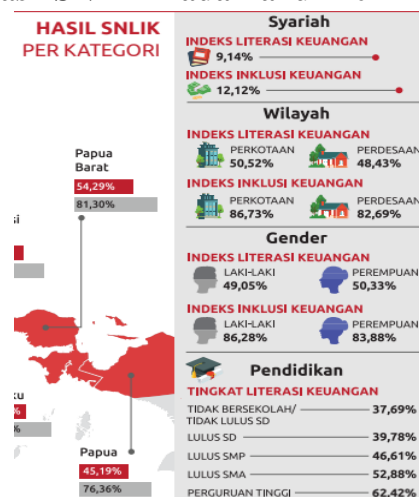 HASIL SNLIK
PER KATEGORI
Papua
Barat
54,29%
81,30%
si
ku
%
%
Papua
45,19%
76,36%
Syariah
INDEKS LITERASI KEUANGAN
9,14%
INDEKS INKLUSI KEUANGAN
12,12%
Wilayah
INDEKS LITERASI KEUANGAN
PERKOTAAN PERDESAAN
50,52% 48,43%
INDEKS INKLUSI KEUANGAN
PERKOTAAN PERDESAAN
86,73% 82,69%
Gender
INDEKS LITERASI KEUANGAN
LAKI-LAKI PEREMPUAN
49,05% 50,33%
INDEKS INKLUSI KEUANGAN
LAKI-LAKI PEREMPUAN
86,28% 83,88%
Pendidikan
TINGKAT LITERASI KEUANGAN
TIDAK BERSEKOLAH/ 37,69%
TIDAK LULUS SD
LULUS SD 39,78%
LULUS SMP 46,61%
LULUS SMA 52,88%
PERGURUAN TINGGI 62,42%